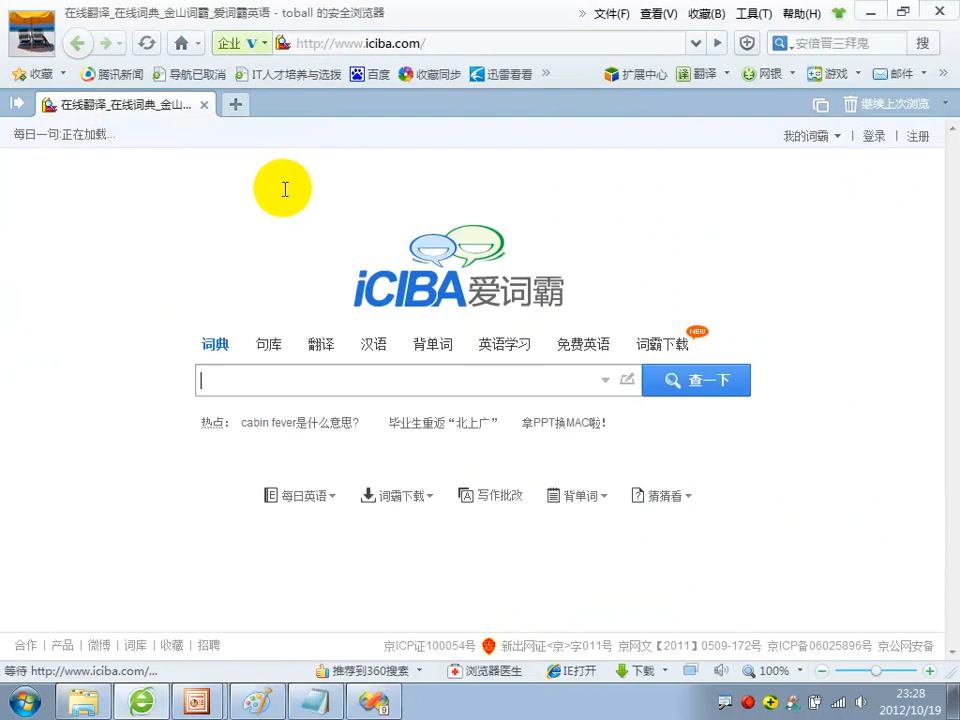 在线翻译_在线词典_金山词霸_爱词霸英语 - toball 的安全浏览器
» 文件(F) 查看(V) 收藏(B) 工具(T) 帮助(H)
企业 V http://www.iciba.com/ 安倍晋三拜鬼 搜
收藏 腾讯新闻 导航已取消 IT人才培养与选拔 百度 收藏同步 迅雷看看 » 扩展中心 译 翻译 网银 游戏 邮件 »
在线翻译_在线词典_金山... 继续上次浏览
每日一句:正在加载... 我的词霸 | 登录 | 注册
iCIBA爱词霸
NEW
词典 句库 翻译 汉语 背单词 英语学习 免费英语 词霸下载
查一下
热点: cabin fever是什么意思? 毕业生重返“北上广” 拿PPT换MAC啦!
每日英语 词霸下载 写作批改 背单词 猜猜看
合作 | 产品 | 微博 | 词库 | 收藏 | 招聘 京ICP证100054号 新出网证<京>字011号 京网文【2011】0509-172号 京ICP备06025896号 京公网安备
等待 http://www.iciba.com/... 推荐到360搜索 浏览器医生 IE打开 下载 100%
23:28
2012/10/19